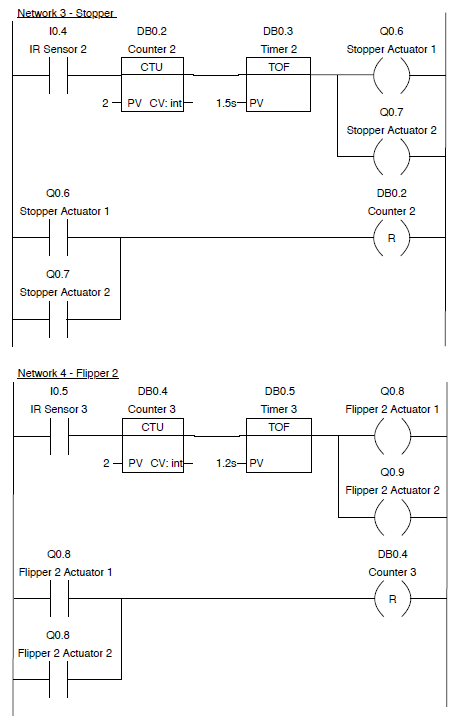 Network 3 - Stopper
I0.4 DB0.2 DB0.3 Q0.6
IR Sensor 2 Counter 2 Timer 2 Stopper Actuator 1
CTU TOF
2 PV CV: int 1.5s PV
Q0.7
Stopper Actuator 2
Q0.6 DB0.2
Stopper Actuator 1 Counter 2
R
Q0.7
Stopper Actuator 2
Network 4 - Flipper 2
I0.5 DB0.4 DB0.5 Q0.8
IR Sensor 3 Counter 3 Timer 3 Flipper 2 Actuator 1
CTU TOF
2 PV CV: int 1.2s PV
Q0.9
Flipper 2 Actuator 2
Q0.8 DB0.4
Flipper 2 Actuator 1 Counter 3
R
Q0.8
Flipper 2 Actuator 2